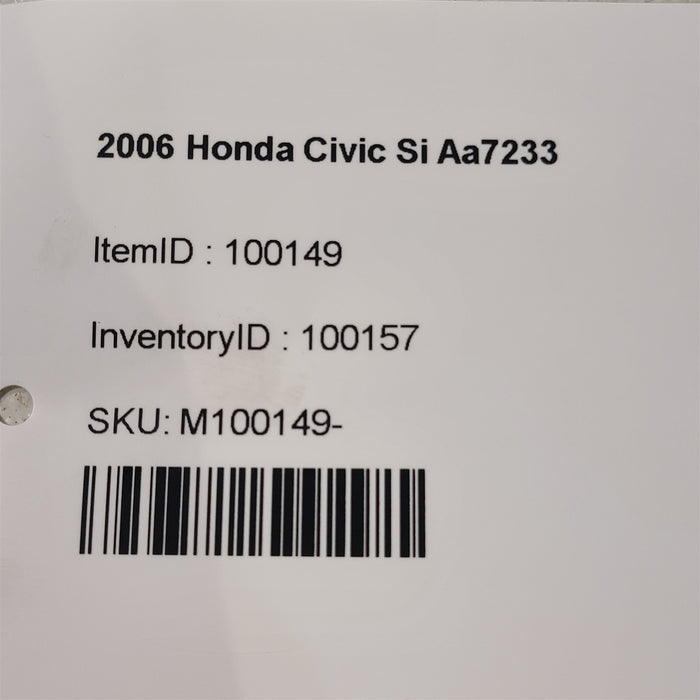 2006 Honda Civic Si Aa7233
ItemID : 100149
InventoryID : 100157
SKU: M100149-